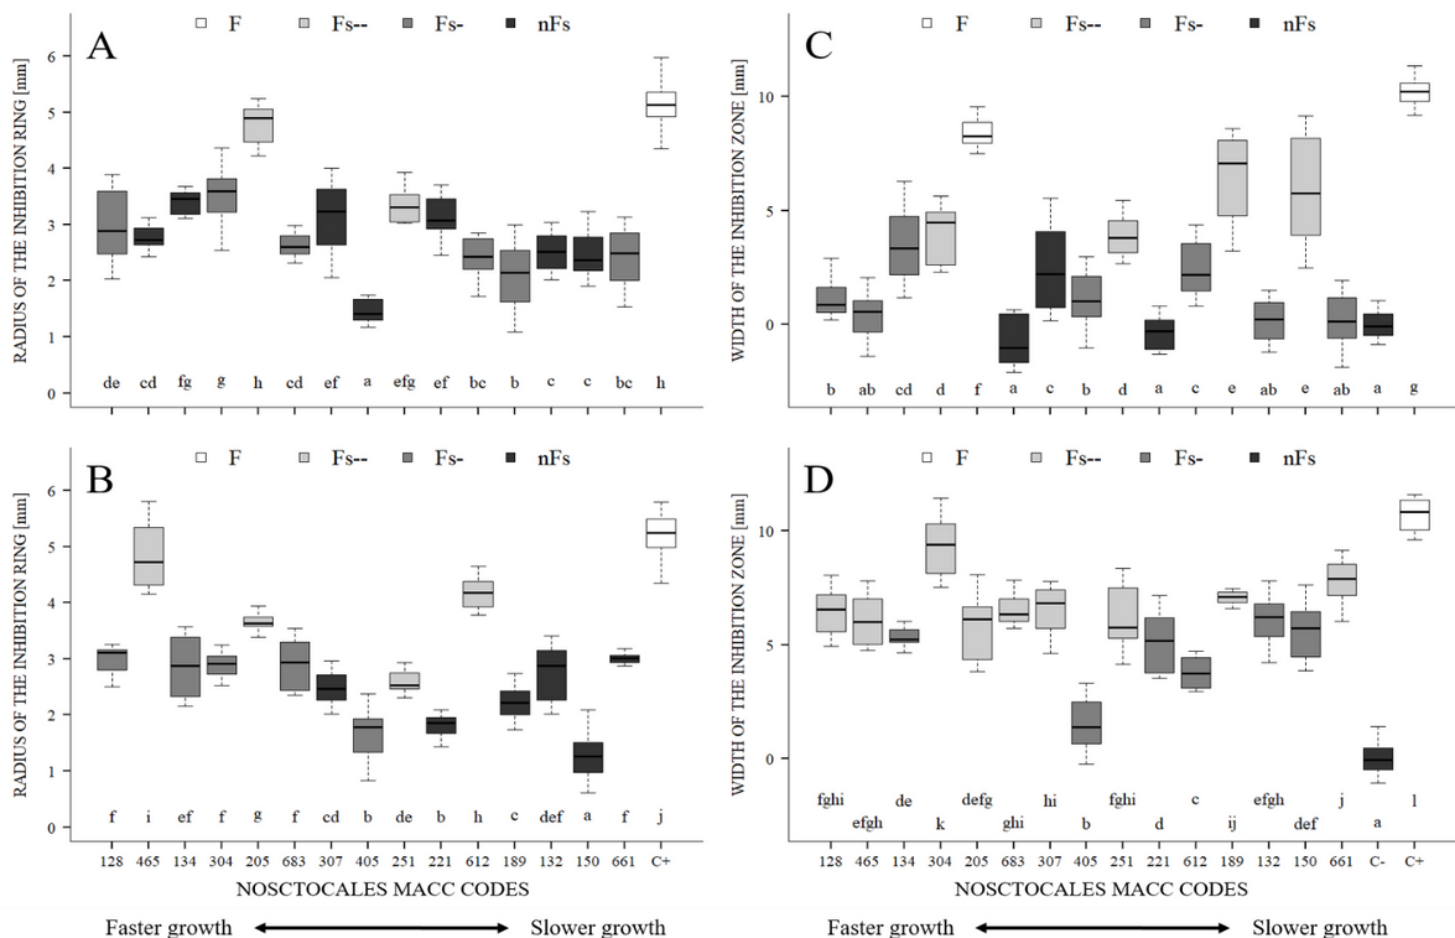 A
F Fs-- Fs- nFs
RADIUS OF THE INHIBITION RING [mm]
6
5
4
3
2
1
0
de cd fg g h cd ef a efg ef bc b c c bc h
C
F Fs-- Fs- nFs
WIDTH OF THE INHIBITION ZONE [mm]
10
5
0
b ab cd d f a c b d a c e ab e ab a g
B
F Fs-- Fs- nFs
RADIUS OF THE INHIBITION RING [mm]
6
5
4
3
2
1
0
f i ef f g f cd b de b h c def a f j
128 465 134 304 205 683 307 405 251 221 612 189 132 150 661 C+
NOSCTOCALES MACC CODES
Faster growth Slower growth
D
F Fs-- Fs- nFs
WIDTH OF THE INHIBITION ZONE [mm]
10
5
0
fghi de defg hi fghi c efgh j l
efgh k ghi b d ij def a
128 465 134 304 205 683 307 405 251 221 612 189 132 150 661 C- C+
NOSCTOCALES MACC CODES
Faster growth Slower growth